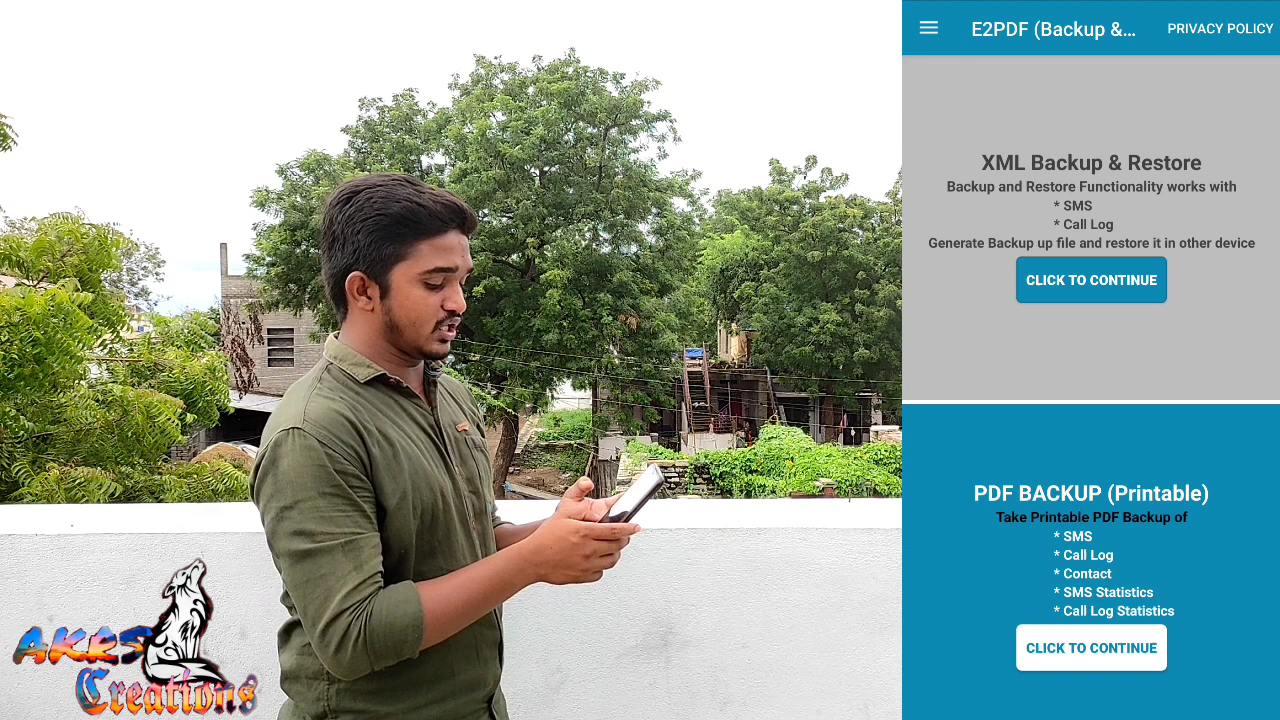 E2PDF (Backup &...
PRIVACY POLICY
XML Backup & Restore
Backup and Restore Functionality works with
* SMS
* Call Log
Generate Backup up file and restore it in other device
CLICK TO CONTINUE
PDF BACKUP (Printable)
Take Printable PDF Backup of
* SMS
* Call Log
* Contact
* SMS Statistics
* Call Log Statistics
CLICK TO CONTINUE
AKRS
Creations